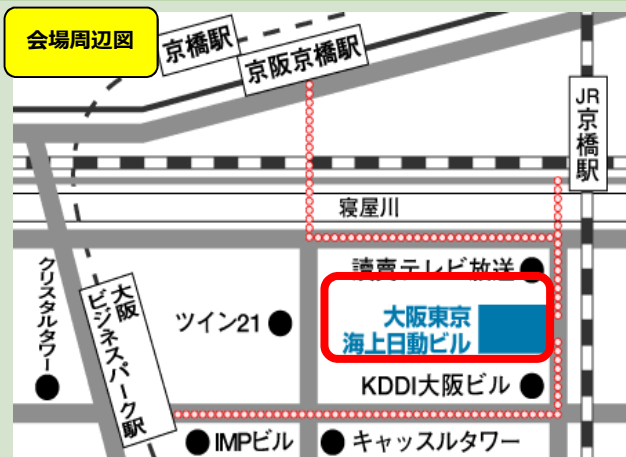 会場周辺図
京橋駅
京阪京橋駅
JR京橋駅
寝屋川
讀賣テレビ放送
クリスタルタワー
大阪
ビジネスパーク駅
ツイン21
大阪東京
海上日動ビル
KDDI大阪ビル
IMPビル
キャッスルタワー